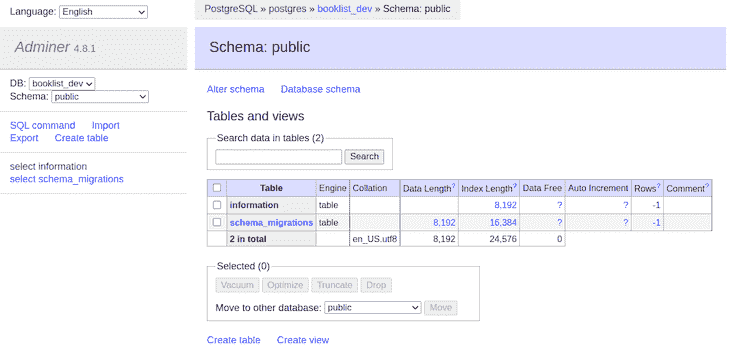 Language: English
PostgreSQL » postgres » booklist_dev » Schema: public
Adminer 4.8.1
Schema: public
DB: booklist_dev
Schema: public
SQL command Import
Export Create table
select information
select schema_migrations
Alter schema Database schema
Tables and views
Search data in tables (2)
Search
Table Engine Collation Data Length? Index Length? Data Free Auto Increment Rows? Comment?
information table 8,192 ? ? -1
schema_migrations table 8,192 16,384 ? ? -1
2 in total en_US.utf8 8,192 24,576 0
Selected (0)
Vacuum Optimize Truncate Drop
Move to other database: public Move
Create table Create view